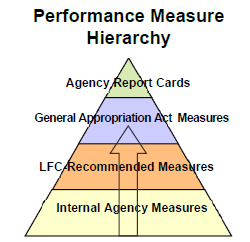 Performance Measure
Hierarchy
Agency Report Cards
General Appropriation Act Measures
LFC-Recommended Measures
Internal Agency Measures